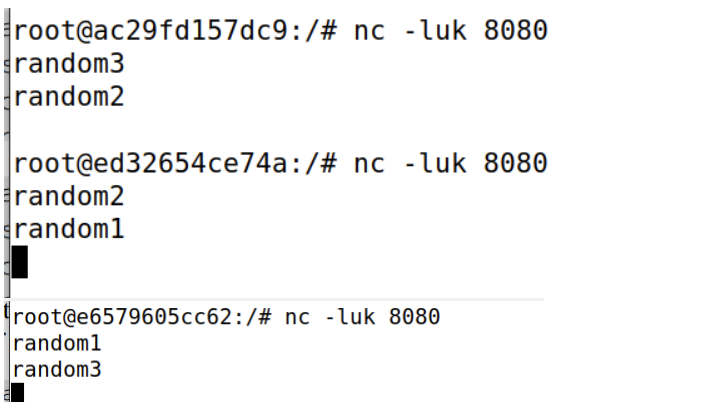 root@ac29fd157dc9:/# nc -luk 8080
random3
random2
root@ed32654ce74a:/# nc -luk 8080
random2
random1
root@e6579605cc62:/# nc -luk 8080
random1
random3